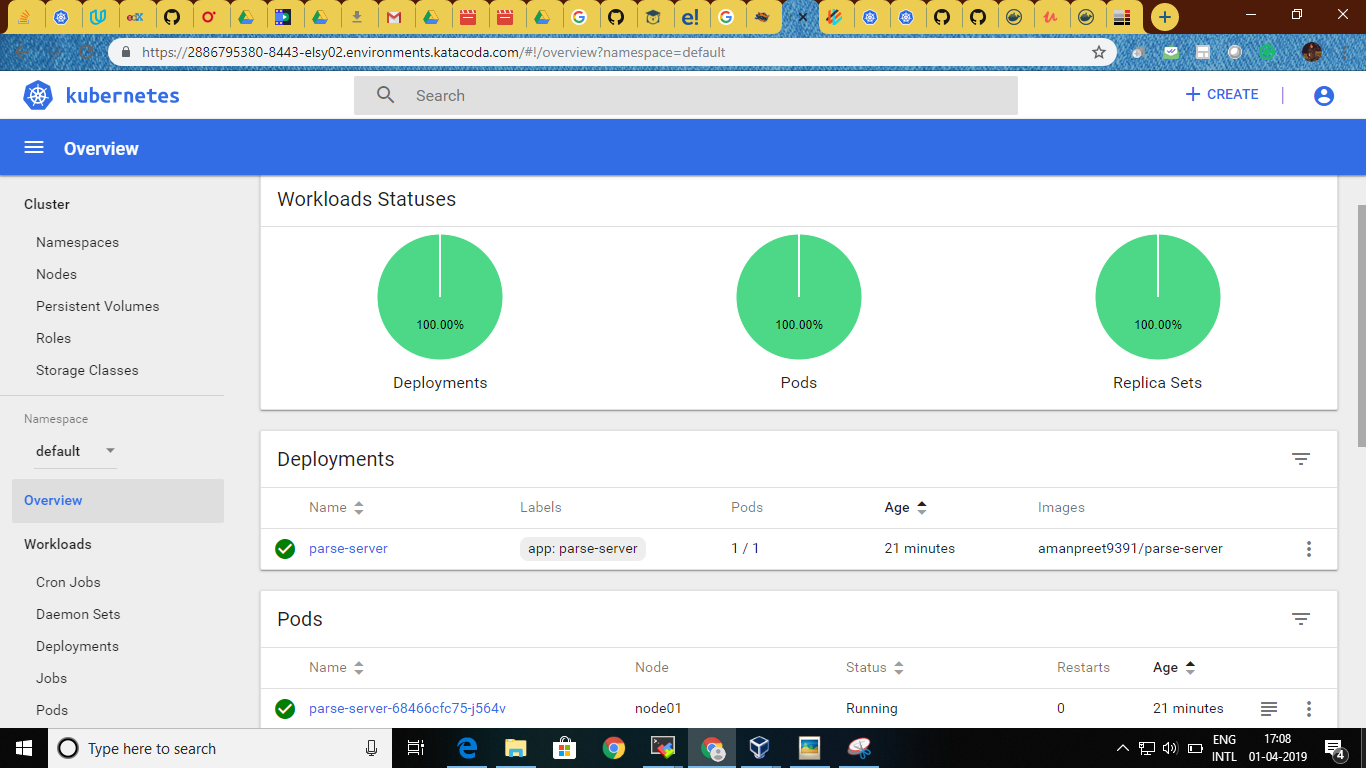 edX
e!
https://2886795380-8443-elsy02.environments.katacoda.com/#!/overview?namespace=default
kubernetes
Search
CREATE
Overview
Cluster
Namespaces
Nodes
Persistent Volumes
Roles
Storage Classes
Namespace
default
Overview
Workloads
Cron Jobs
Daemon Sets
Deployments
Jobs
Pods
Workloads Statuses
100.00% 100.00% 100.00%
Deployments Pods Replica Sets
Deployments
Name Labels Pods Age Images
parse-server app: parse-server 1 / 1 21 minutes amanpreet9391/parse-server
Pods
Name Node Status Restarts Age
parse-server-68466cfc75-j564v node01 Running 0 21 minutes
Type here to search
ENG 17:08
INTL 01-04-2019
4